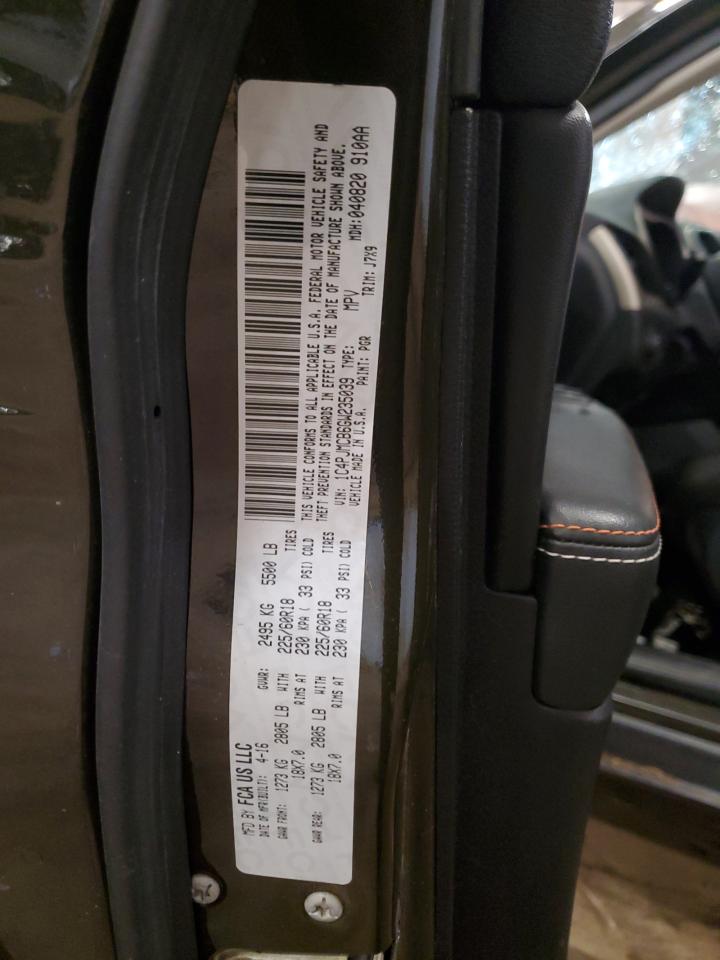 MFD BY FCA US LLC
DATE OF MFR(BUILT): 4-16 GVWR: 2495 KG 5500 LB
GAWR FRONT: 1273 KG 2805 LB WITH 225/60R18 TIRES
18X7.0 RIMS AT 230 KPA ( 33 PSI) COLD
GAWR REAR: 1273 KG 2805 LB WITH 225/60R18 TIRES
18X7.0 RIMS AT 230 KPA ( 33 PSI) COLD
THIS VEHICLE CONFORMS TO ALL APPLICABLE U.S.A. FEDERAL MOTOR VEHICLE SAFETY AND
THEFT PREVENTION STANDARDS IN EFFECT ON THE DATE OF MANUFACTURE SHOWN ABOVE.
VIN: 1C4PJMCB6GW235039 TYPE: MPV MDH:040820 910AA
VEHICLE MADE IN U.S.A. PAINT: PGR TRIM: J7X9